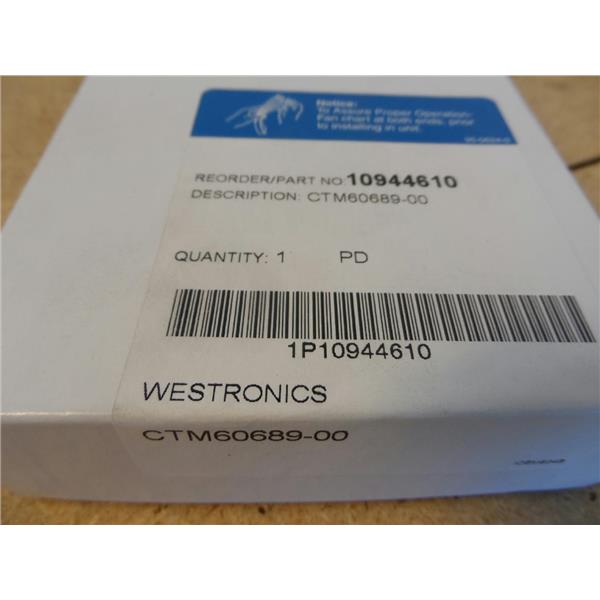 Notice:
To Assure Proper Operation-
Fan chart at both ends, prior
to installing in unit.
REORDER/PART NO: 10944610
DESCRIPTION: CTM60689-00
QUANTITY: 1 PD
1P10944610
WESTRONICS
CTM60689-00